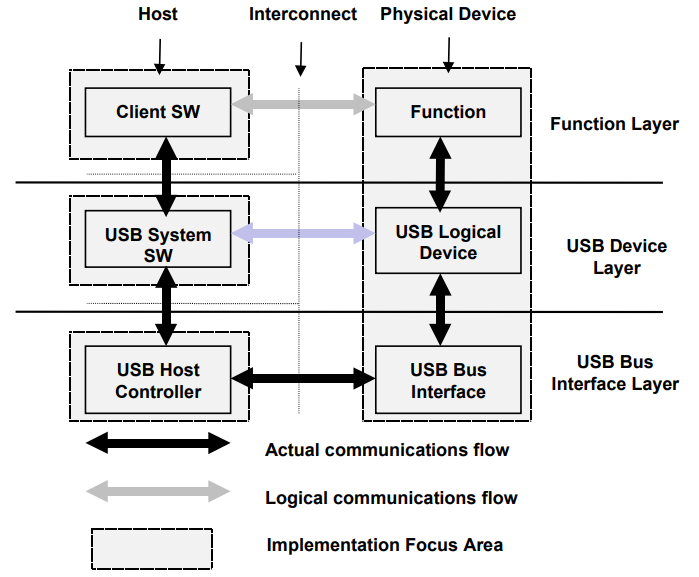 Host
Interconnect
Physical Device
Client SW
Function
Function Layer
USB System
SW
USB Logical
Device
USB Device
Layer
USB Host
Controller
USB Bus
Interface
USB Bus
Interface Layer
Actual communications flow
Logical communications flow
Implementation Focus Area